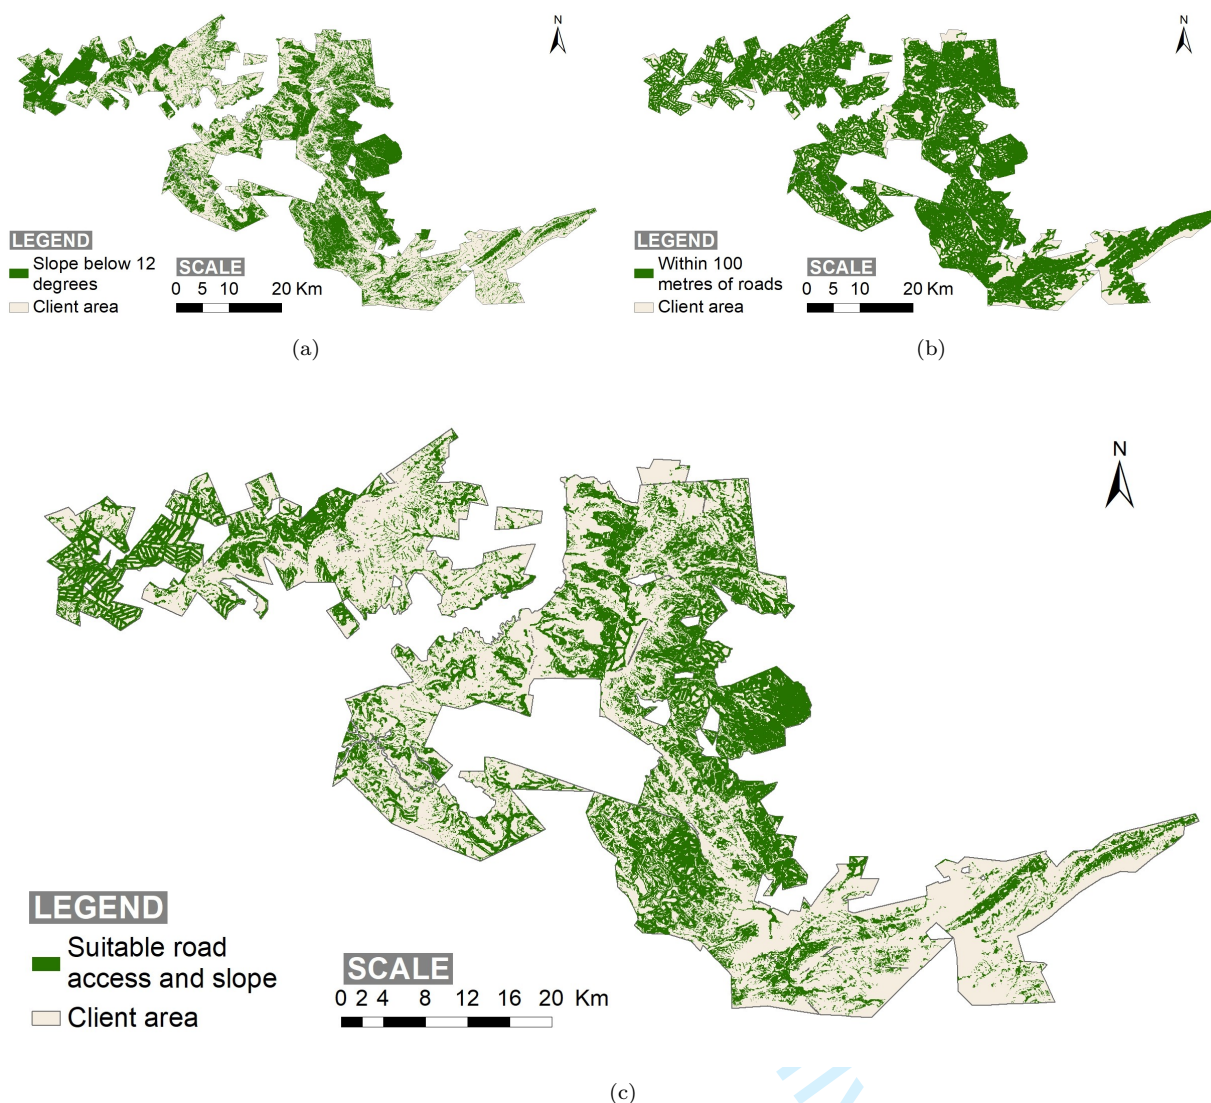 N
LEGEND
Slope below 12
degrees
Client area
SCALE
0 5 10 20 Km
(a)
N
LEGEND
Within 100
metres of roads
Client area
SCALE
0 5 10 20 Km
(b)
N
LEGEND
Suitable road
access and slope
Client area
SCALE
0 2 4 8 12 16 20 Km
(c)